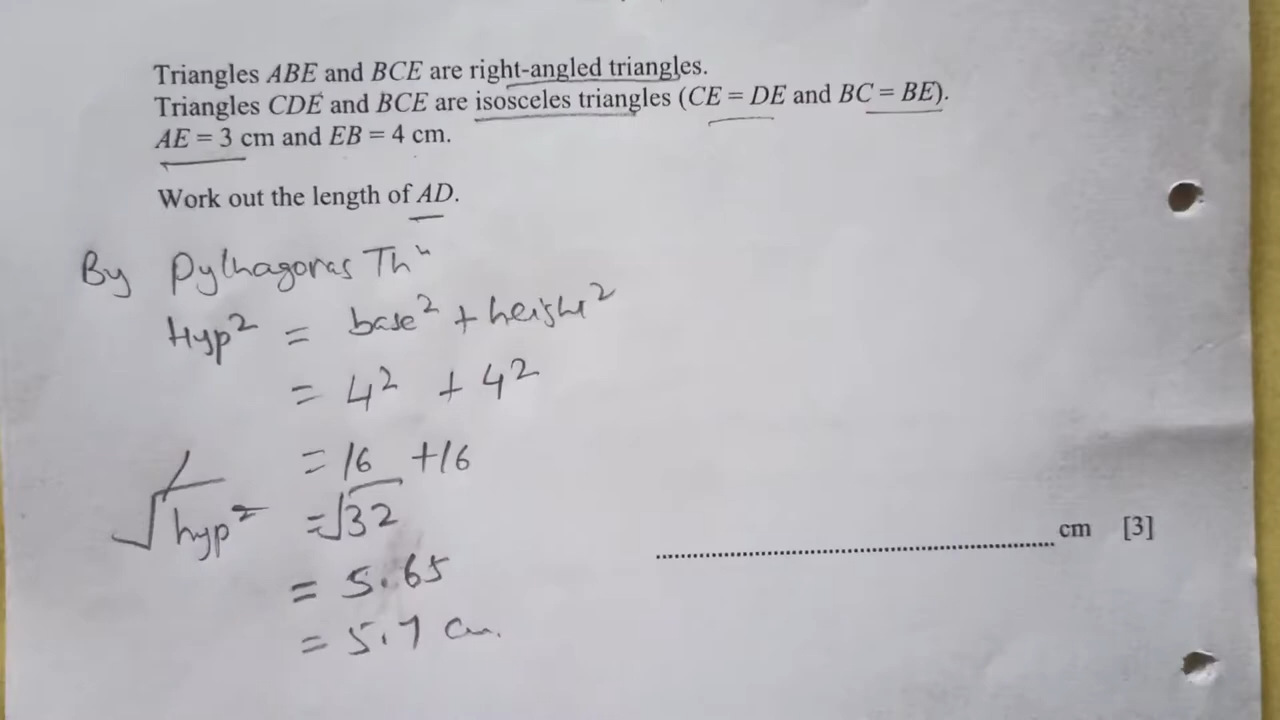 Triangles ABE and BCE are right-angled triangles.
Triangles CDE and BCE are isosceles triangles (CE = DE and BC = BE).
AE = 3 cm and EB = 4 cm.
Work out the length of AD.
By Pythagoras Thⁿ
Hyp² = base² + height²
= 4² + 4²
= 16 + 16
√hyp² = √32
= 5.65
= 5.7 cm.
cm [3]